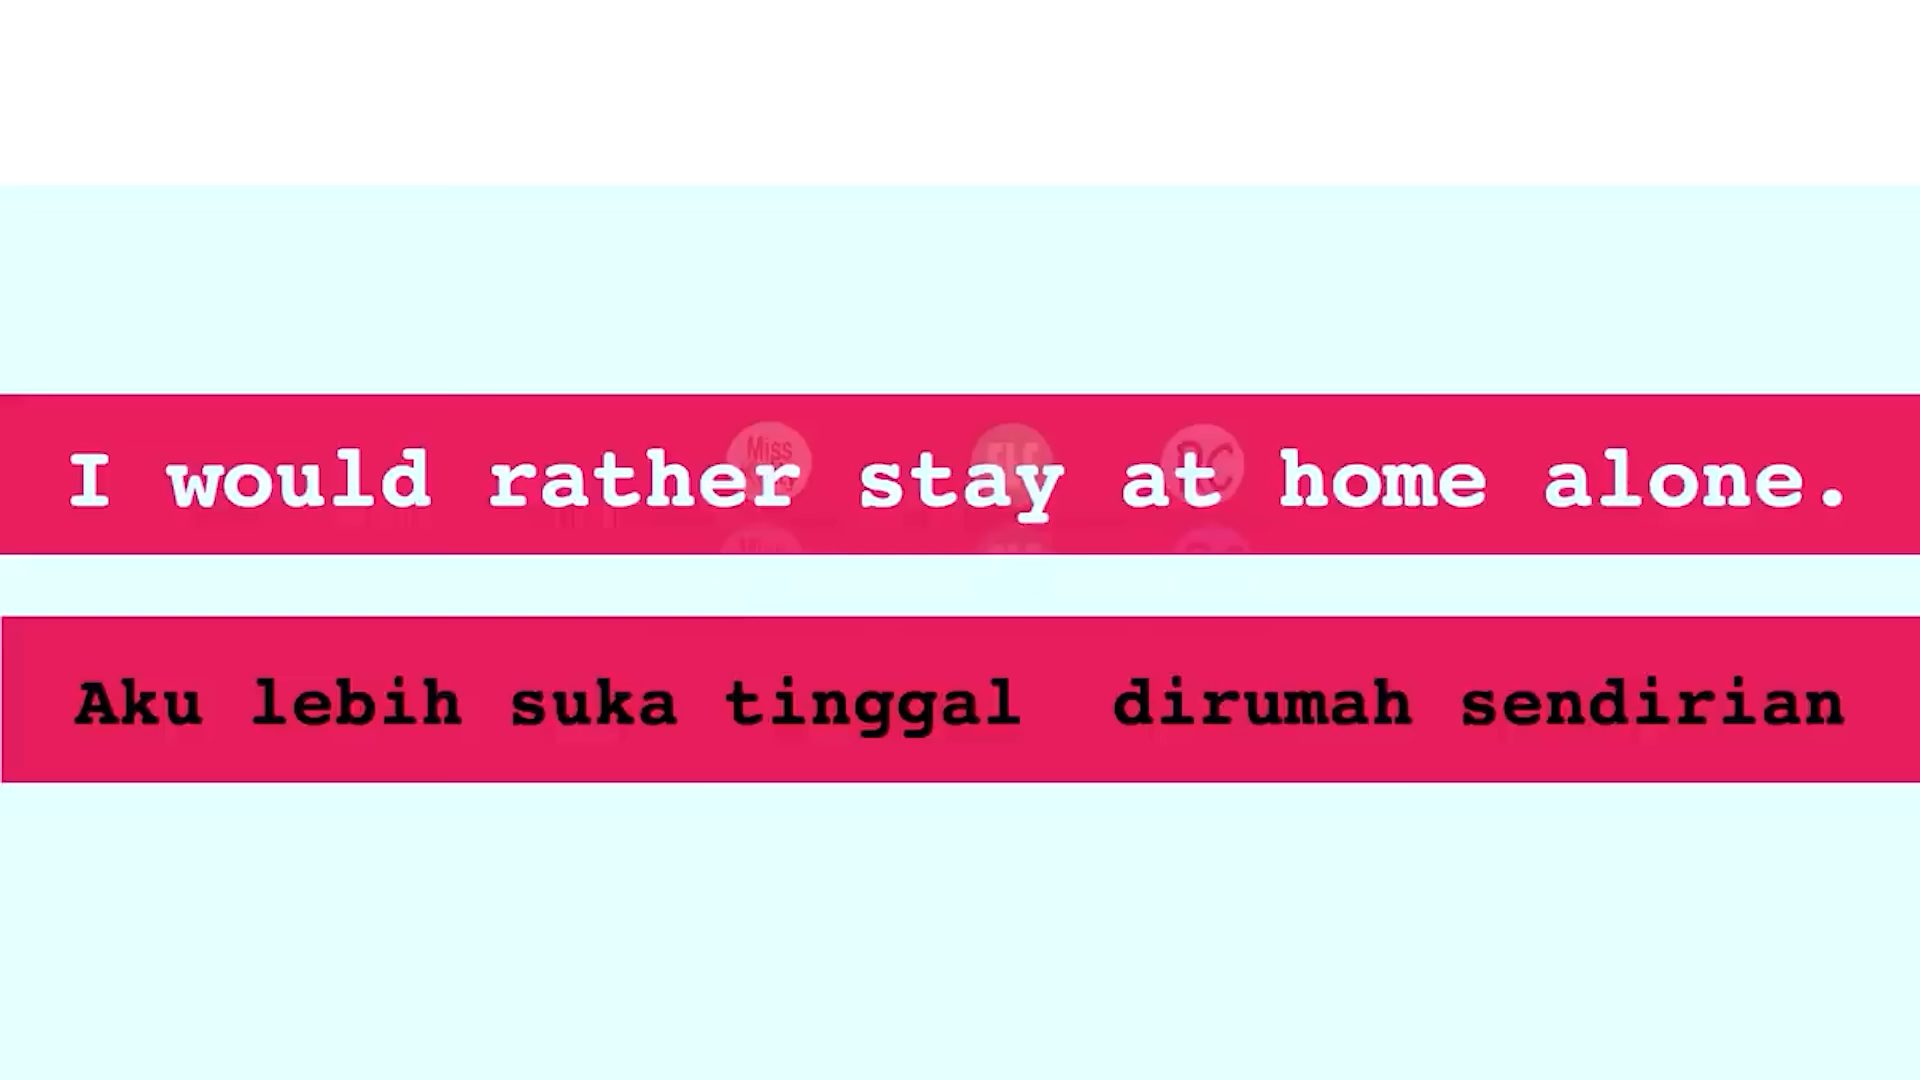 I would rather stay at home alone.
Aku lebih suka tinggal dirumah sendirian